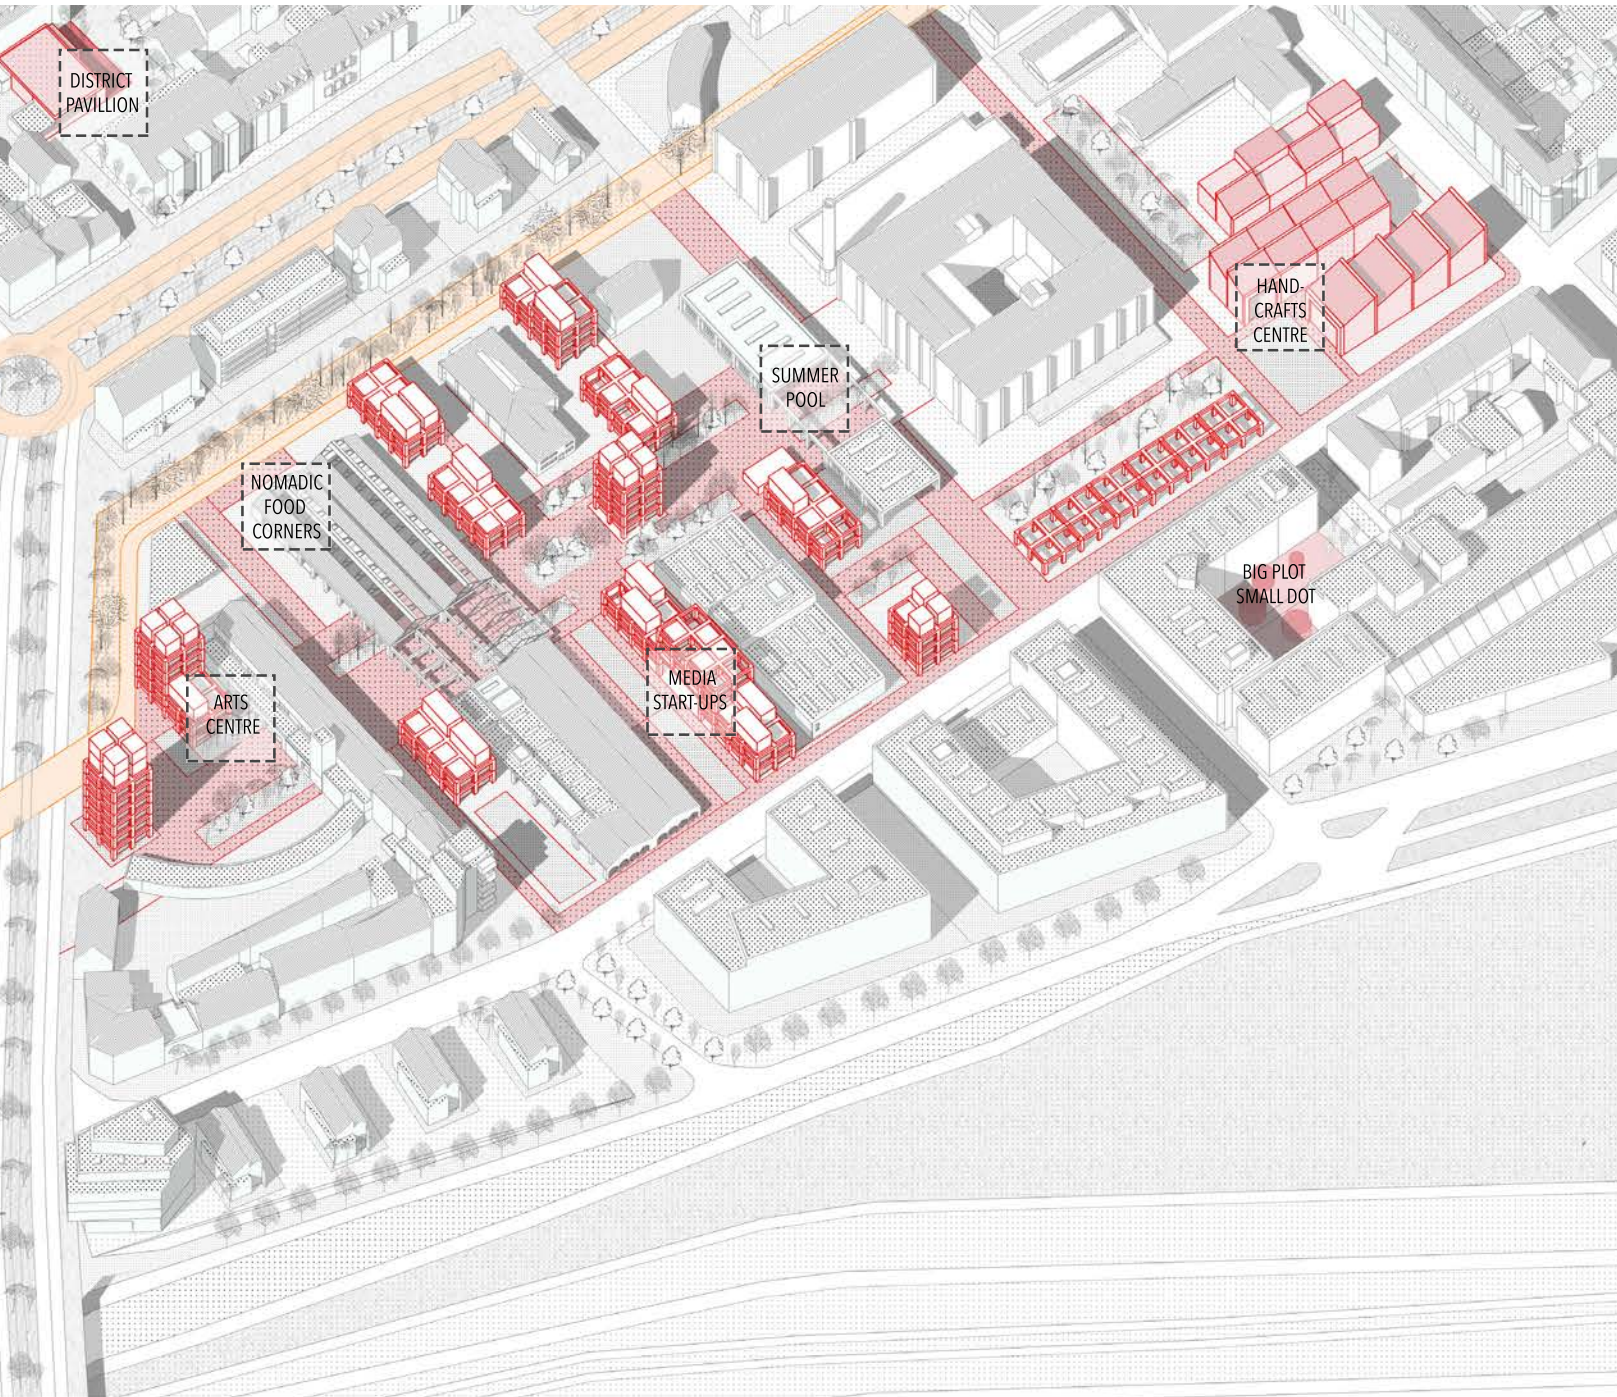 DISTRICT
PAVILLION
HAND-
CRAFTS
CENTRE
SUMMER
POOL
NOMADIC
FOOD
CORNERS
BIG PLOT
SMALL DOT
MEDIA
START-UPS
ARTS
CENTRE